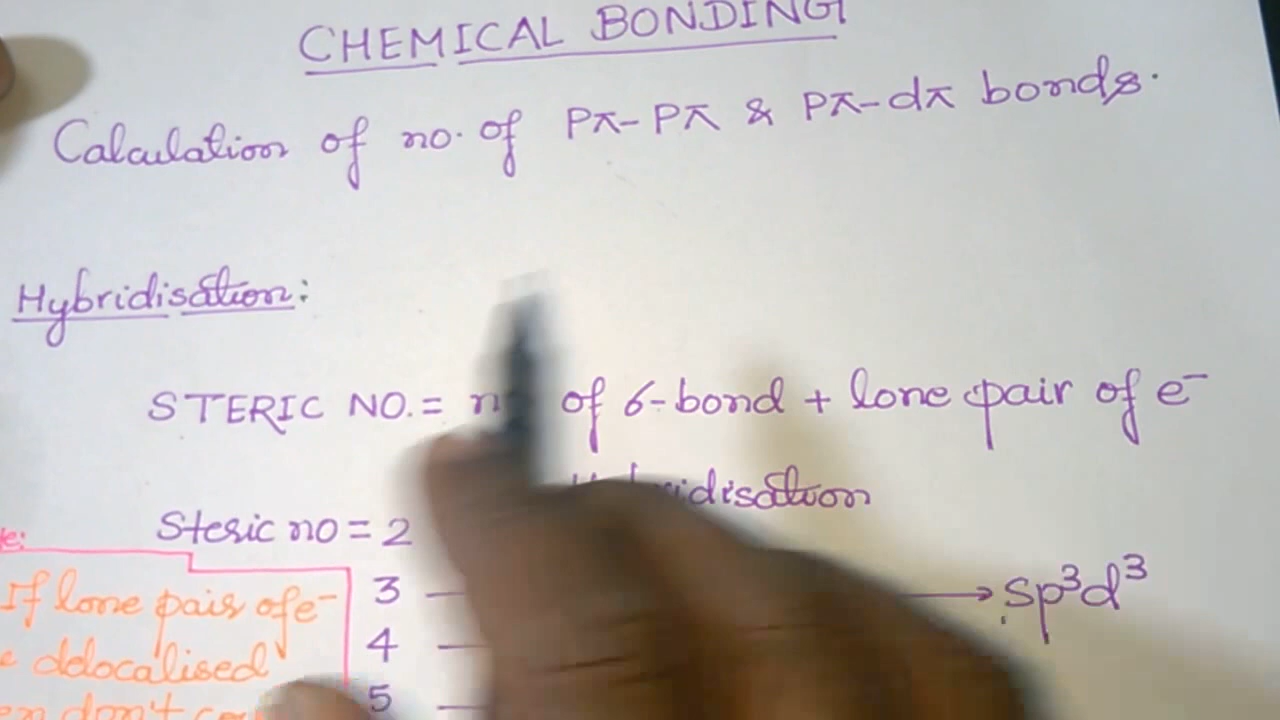 CHEMICAL BONDING
Calculation of no. of Pπ-Pπ & Pπ-dπ bonds.
Hybridisation:
STERIC NO. = of σ-bond + lone pair of e⁻
Steric no = 2
3 → sp³d³
4
5
If lone pair of e⁻
delocalised
don't